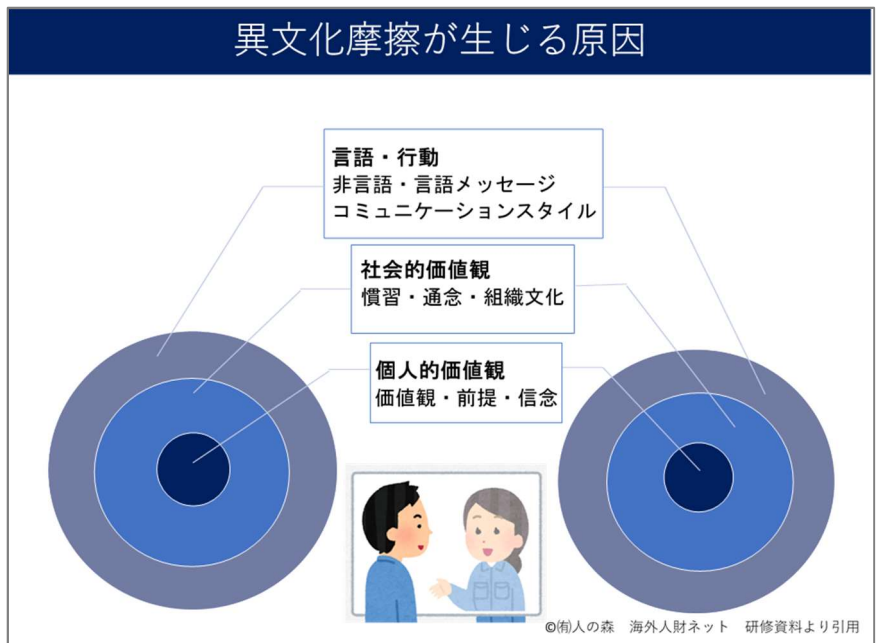 異文化摩擦が生じる原因
言語・行動
非言語・言語メッセージ
コミュニケーションスタイル
社会的価値観
慣習・通念・組織文化
個人的価値観
価値観・前提・信念
©㈲人の森　海外人財ネット　研修資料より引用